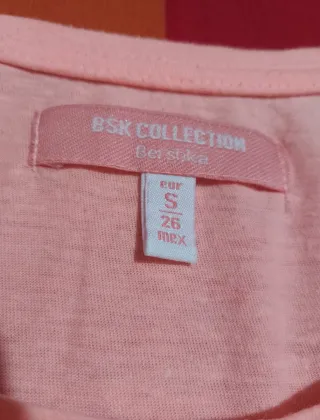 BSK COLLECTION
Bershka
eur
S
26
mex